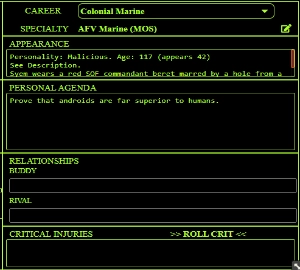 CAREER Colonial Marine
SPECIALTY AFV Marine (MOS)
APPEARANCE
Personality: Malicious. Age: 117 (appears 42)
See Description.
Syem wears a red SOF commandant beret marred by a hole from a
PERSONAL AGENDA
Prove that androids are far superior to humans.
RELATIONSHIPS
BUDDY
RIVAL
CRITICAL INJURIES >> ROLL CRIT <<